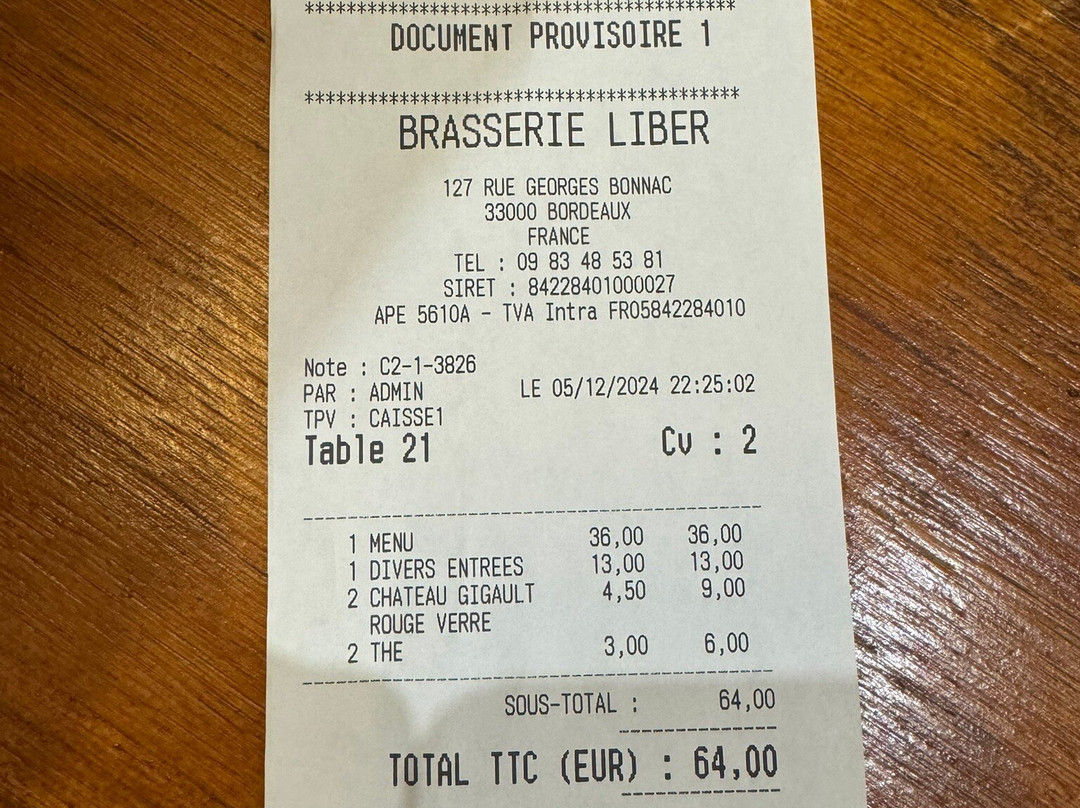 ****************************************
DOCUMENT PROVISOIRE 1
****************************************
BRASSERIE LIBER
127 RUE GEORGES BONNAC
33000 BORDEAUX
FRANCE
TEL : 09 83 48 53 81
SIRET : 84228401000027
APE 5610A - TVA Intra FR05842284010
Note : C2-1-3826
PAR : ADMIN LE 05/12/2024 22:25:02
TPV : CAISSE1
Table 21 Cv : 2
1 MENU 36,00 36,00
1 DIVERS ENTREES 13,00 13,00
2 CHATEAU GIGAULT 4,50 9,00
ROUGE VERRE
2 THE 3,00 6,00
SOUS-TOTAL : 64,00
TOTAL TTC (EUR) : 64,00